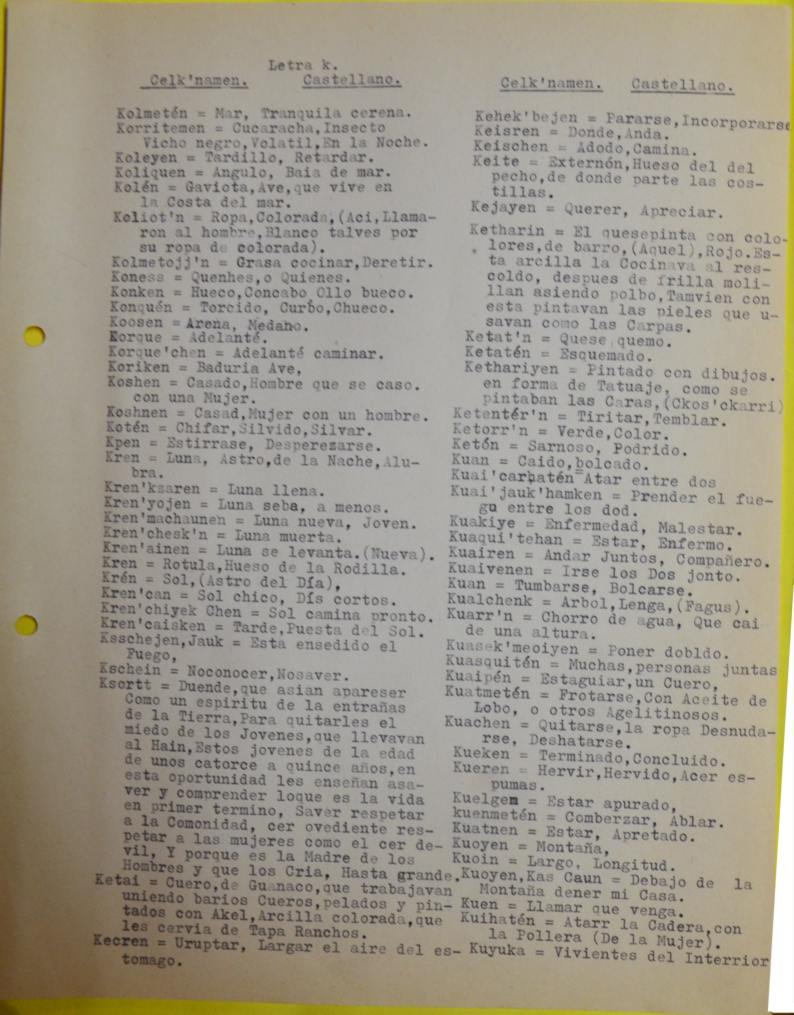 Letra k.
Celk'namen. Castellano.
Kolmetén = Mar, Tranquila cerena.
Korritemen = Cucaracha,Insecto
Vicho negro,Volatil,En la Noche.
Koleyen = Tardillo, Retardar.
Koliquen = Angulo, Baia de mar.
Kolén = Gaviota,Ave,que vive en
la Costa del mar.
Koliot'n = Ropa,Colorada,(Aci,Llama-
ron al hombre,Blanco talves por
su ropa de colorada).
Kolmetojj'n = Grasa cocinar,Deretir.
Koness = Quenhes,o Quienes.
Konken = Hueco,Concabo Ollo bueco.
Konquén = Torcido, Curbo,Chueco.
Koosen = Arena, Medano.
Korque = Adelanté.
Korque'chen = Adelanté caminar.
Koriken = Baduria Ave,
Koshen = Casado,Hombre que se caso.
con una Mujer.
Koshnen = Casad,Mujer con un hombre.
Kotén = Chifar,Silvido,Silvar.
Kpen = Estirrase, Desperezarse.
Kren = Luna, Astro,de la Nache,Alu-
bra.
Kren'kzaren = Luna llena.
Kren'yojen = Luna seba, a menos.
Kren'machaunen = Luna nueva, Joven.
Kren'chesk'n = Luna muerta.
Kren'ainen = Luna se levanta.(Nueva).
Kren = Rotula,Hueso de la Rodilla.
Krén = Sol,(Astro del Día),
Kren'can = Sol chico, Dís cortos.
Kren'chiyek Chen = Sol camina pronto.
Kren'caisken = Tarde,Puesta del Sol.
Ksschejen,Jauk = Esta ensedido el
Fuego,
Kschein = Noconocer,Nosaver.
Ksortt = Duende,que asian apareser
Como un espiritu de la entrañas
de la Tierra,Para quitarles el
miedo de los Jovenes,que llevavan
al Hain,Estos jovenes de la edad
de unos catorce a quince años,en
esta oportunidad les enseñan asa-
ver y comprender loque es la vida
en primer termino, Saver respetar
a la Comonidad, cer ovediente res-
petar a las mujeres como el cer de-
vil, Y porque es la Madre de los
Hombres y que los Cria, Hasta grande.
Ketai = Cuero,de Guanaco,que trabajavan
uniendo barios Cueros,pelados y pin-
tados con Akel,Arcilla colorada,que
les cervia de Tapa Ranchos.
Kecren = Uruptar, Largar el aire del es-
tomago.
Celk'namen. Castellano.
Kehek'bejen = Pararse,Incorporarse
Keisren = Donde,Anda.
Keischen = Adodo,Camina.
Keite = Externón,Hueso del del
pecho,de donde parte las cos-
tillas.
Kejayen = Querer, Apreciar.
Ketharin = El quesepinta con colo-
lores,de barro,(Aquel),Rojo.Es-
ta arcilla la Cocinava al res-
coldo, despues de frilla moli-
llan asiendo polbo,Tamvien con
esta pintavan las pieles que u-
savan como las Carpas.
Ketat'n = Quese quemo.
Ketatén = Esquemado.
Kethariyen = Pintado con dibujos.
en forma de Tatuaje, como se
pintaban las Caras,(Ckos'ckarri)
Ketentér'n = Tiritar,Temblar.
Ketorr'n = Verde,Color.
Ketón = Sarnoso, Podrido.
Kuan = Caido,bolcado.
Kuai'carhatén=Atar entre dos
Kuai'jauk'hamken = Prender el fue-
go entre los dod.
Kuakiye = Enfermedad, Malestar.
Kuaqui'tehan = Estar, Enfermo.
Kuairen = Andar Juntos, Compañero.
Kuaivenen = Irse los Dos jonto.
Kuan = Tumbarse, Bolcarse.
Kualchenk = Arbol,Lenga,(Fagus).
Kuarr'n = Chorro de agua, Que cai
de una altura.
Kuasek'meoiyen = Poner dobldo.
Kuasquitén = Muchas,personas juntas
Kuaipén = Estaguiar,un Cuero,
Kuatmetén = Frotarse,Con Aceite de
Lobo, o otros Agelitinosos.
Kuachen = Quitarse,la ropa Desnuda-
rse, Deshatarse.
Kueken = Terminado,Concluido.
Kueren = Hervir,Hervido,Acer es-
pumas.
Kuelgem = Estar apurado,
kuenmetén = Comberzar, Ablar.
Kuatnen = Estar, Apretado.
Kuoyen = Montaña,
Kuoin = Largo, Longitud.
Kuoyen,Kas Caun = Debajo de la
Montaña dener mi Casa.
Kuen = Llamar que venga.
Kuihatén = Atarr la Cadera,con
la Pollera (De la Mujer).
Kuyuka = Vivientes del Interrior